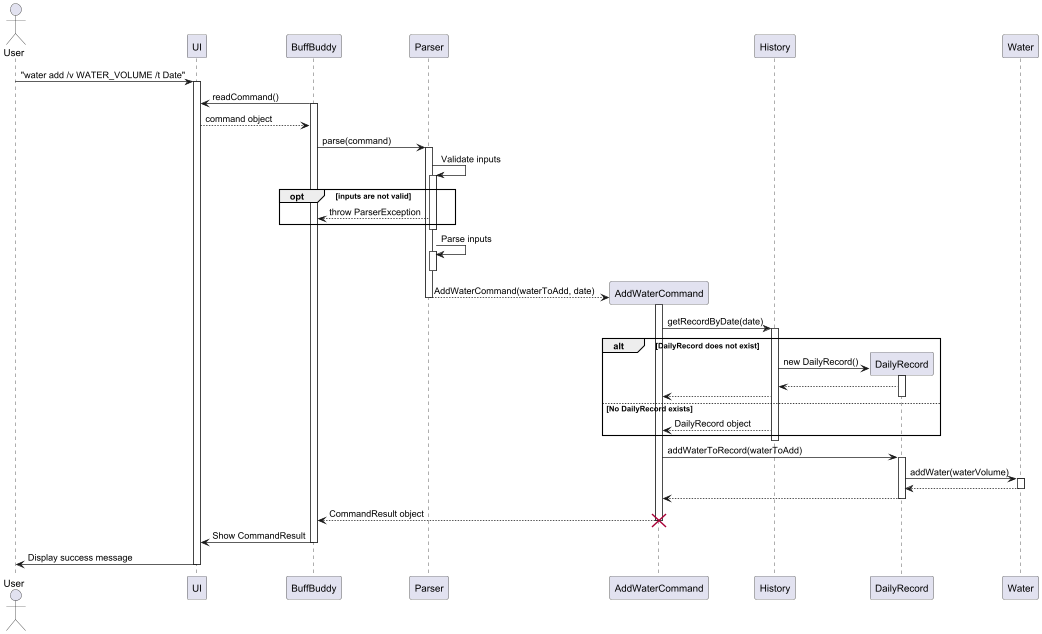 User
UI
BuffBuddy
Parser
History
Water
"water add /v WATER_VOLUME /t Date"
readCommand()
command object
parse(command)
Validate inputs
opt
[inputs are not valid]
throw ParserException
Parse inputs
AddWaterCommand(waterToAdd, date)
AddWaterCommand
getRecordByDate(date)
alt
[DailyRecord does not exist]
new DailyRecord()
DailyRecord
[No DailyRecord exists]
DailyRecord object
addWaterToRecord(waterToAdd)
addWater(waterVolume)
CommandResult object
Show CommandResult
Display success message
User
UI
BuffBuddy
Parser
AddWaterCommand
History
DailyRecord
Water